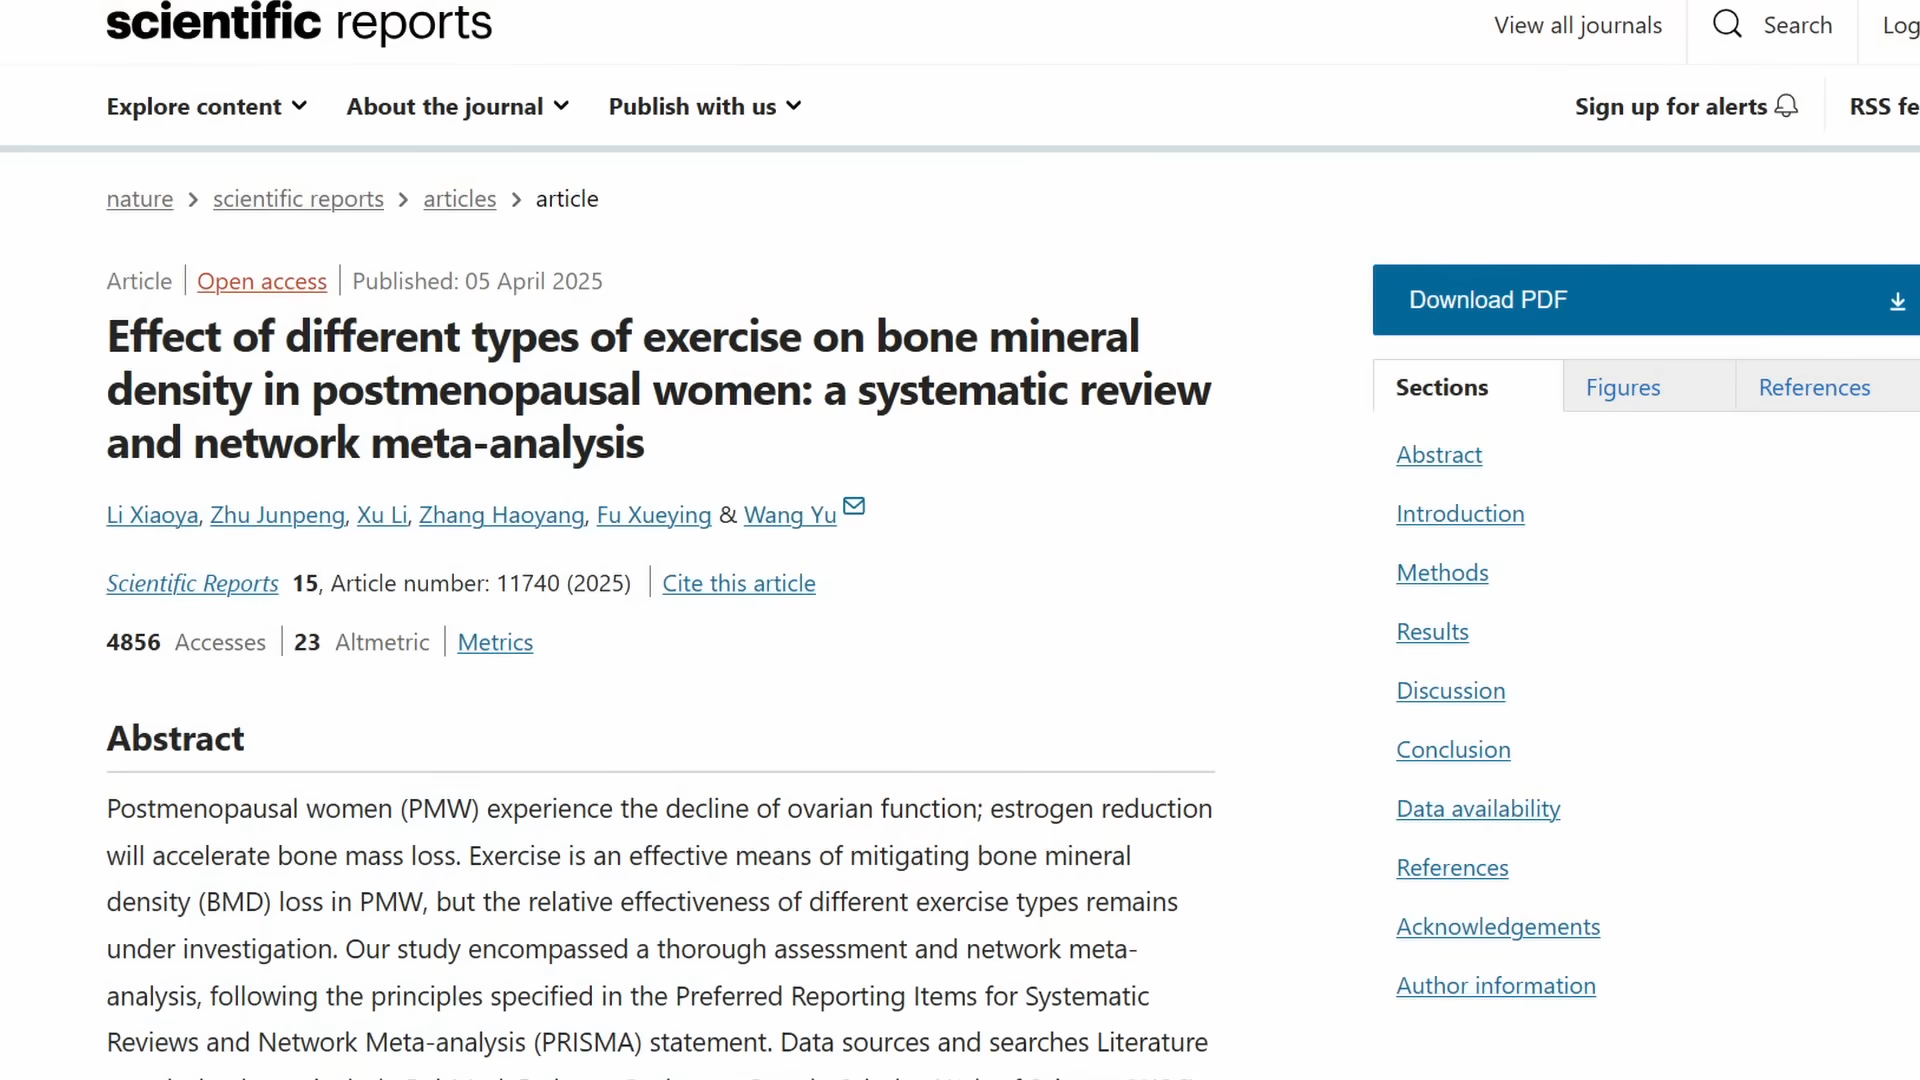 scientific reports
View all journals
Search
Log
Explore content
About the journal
Publish with us
Sign up for alerts
RSS fe
nature > scientific reports > articles > article
Article | Open access | Published: 05 April 2025
Effect of different types of exercise on bone mineral
density in postmenopausal women: a systematic review
and network meta-analysis
Li Xiaoya, Zhu Junpeng, Xu Li, Zhang Haoyang, Fu Xueying & Wang Yu
Scientific Reports 15, Article number: 11740 (2025) | Cite this article
4856 Accesses | 23 Altmetric | Metrics
Abstract
Postmenopausal women (PMW) experience the decline of ovarian function; estrogen reduction
will accelerate bone mass loss. Exercise is an effective means of mitigating bone mineral
density (BMD) loss in PMW, but the relative effectiveness of different exercise types remains
under investigation. Our study encompassed a thorough assessment and network meta-
analysis, following the principles specified in the Preferred Reporting Items for Systematic
Reviews and Network Meta-analysis (PRISMA) statement. Data sources and searches Literature
Download PDF
Sections
Figures
References
Abstract
Introduction
Methods
Results
Discussion
Conclusion
Data availability
References
Acknowledgements
Author information